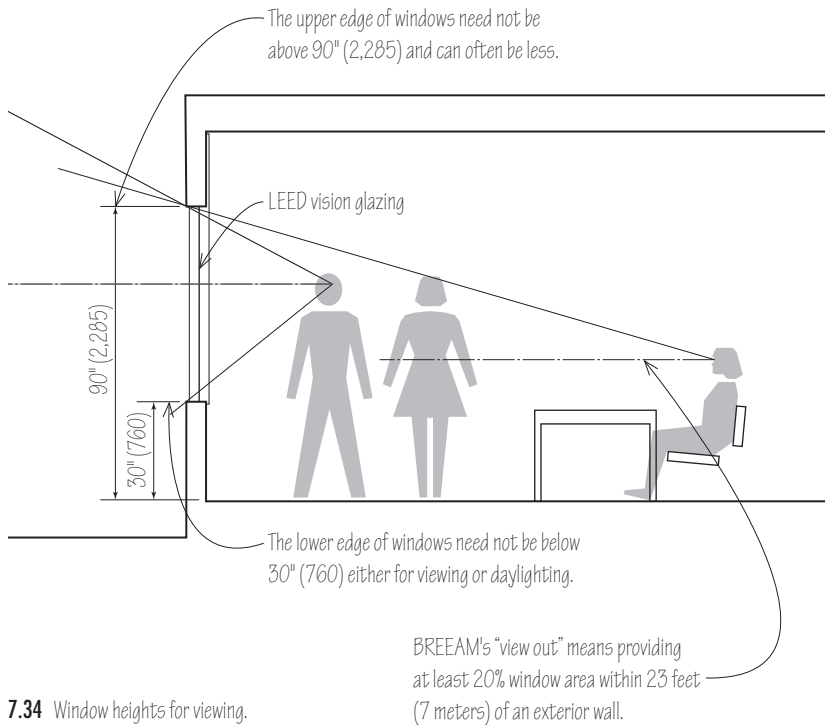 The upper edge of windows need not be
above 90" (2,285) and can often be less.
LEED vision glazing
90" (2,285)
30" (760)
The lower edge of windows need not be below
30" (760) either for viewing or daylighting.
BREEAM's “view out” means providing
at least 20% window area within 23 feet
(7 meters) of an exterior wall.
7.34 Window heights for viewing.